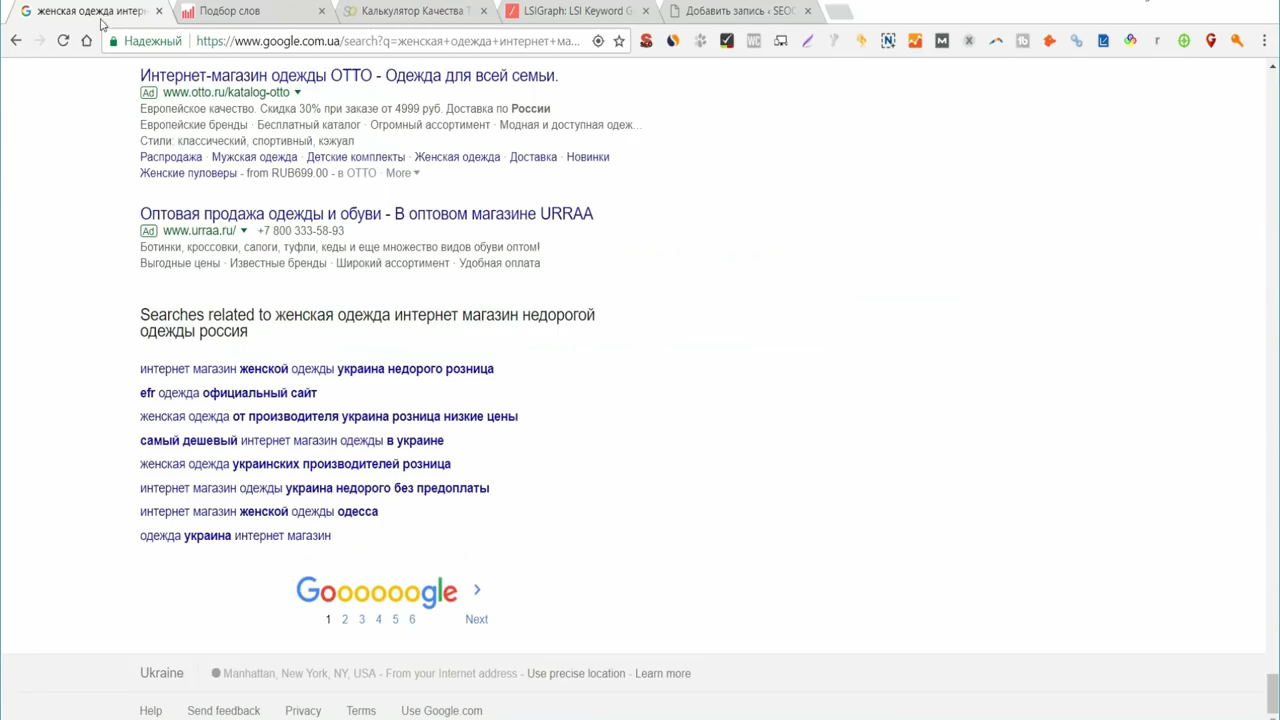 женская одежда интерн
Подбор слов
Калькулятор Качества Т
LSIGraph: LSI Keyword G
Добавить запись ‹ SEO
Надежный
https://www.google.com.ua/search?q=женская+одежда+интернет+ма...
Интернет-магазин одежды ОТТО - Одежда для всей семьи.
Ad www.otto.ru/katalog-otto
Европейское качество. Скидка 30% при заказе от 4999 руб. Доставка по России
Европейские бренды · Бесплатный каталог · Огромный ассортимент · Модная и доступная одеж...
Стили: классический, спортивный, кэжуал
Распродажа · Мужская одежда · Детские комплекты · Женская одежда · Доставка · Новинки
Женские пуловеры - from RUB699.00 - в ОТТО · More
Оптовая продажа одежды и обуви - В оптовом магазине URRAA
Ad www.urraa.ru/ +7 800 333-58-93
Ботинки, кроссовки, сапоги, туфли, кеды и еще множество видов обуви оптом!
Выгодные цены · Известные бренды · Широкий ассортимент · Удобная оплата
Searches related to женская одежда интернет магазин недорогой
одежды россия
интернет магазин женской одежды украина недорого розница
efr одежда официальный сайт
женская одежда от производителя украина розница низкие цены
самый дешевый интернет магазин одежды в украине
женская одежда украинских производителей розница
интернет магазин одежды украина недорого без предоплаты
интернет магазин женской одежды одесса
одежда украина интернет магазин
Goooooogle
1 2 3 4 5 6 Next
Ukraine
Manhattan, New York, NY, USA - From your Internet address - Use precise location - Learn more
Help Send feedback Privacy Terms Use Google.com